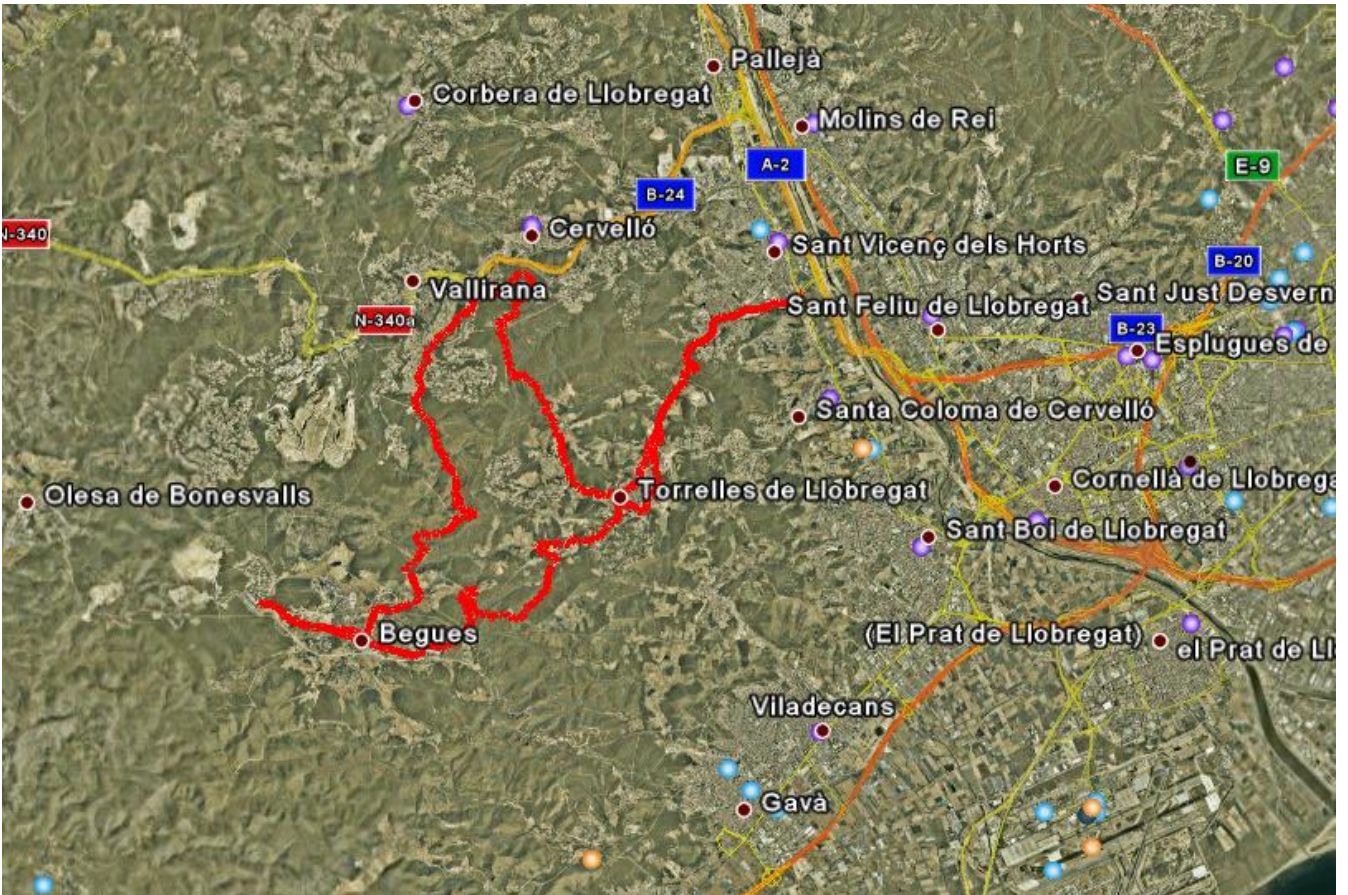 Pallejà
Corbera de Llobregat
Molins de Rei
A-2
E-9
B-24
Cervelló
N-340
Sant Vicenç dels Horts
B-20
Vallirana
Sant Feliu de Llobregat
Sant Just Desvern
N-340a
B-23
Esplugues de
Santa Coloma de Cervelló
Cornellà de Llobrega
Olesa de Bonesvalls
Torrelles de Llobregat
Sant Boi de Llobregat
Begues
(El Prat de Llobregat)
el Prat de Ll
Viladecans
Gavà